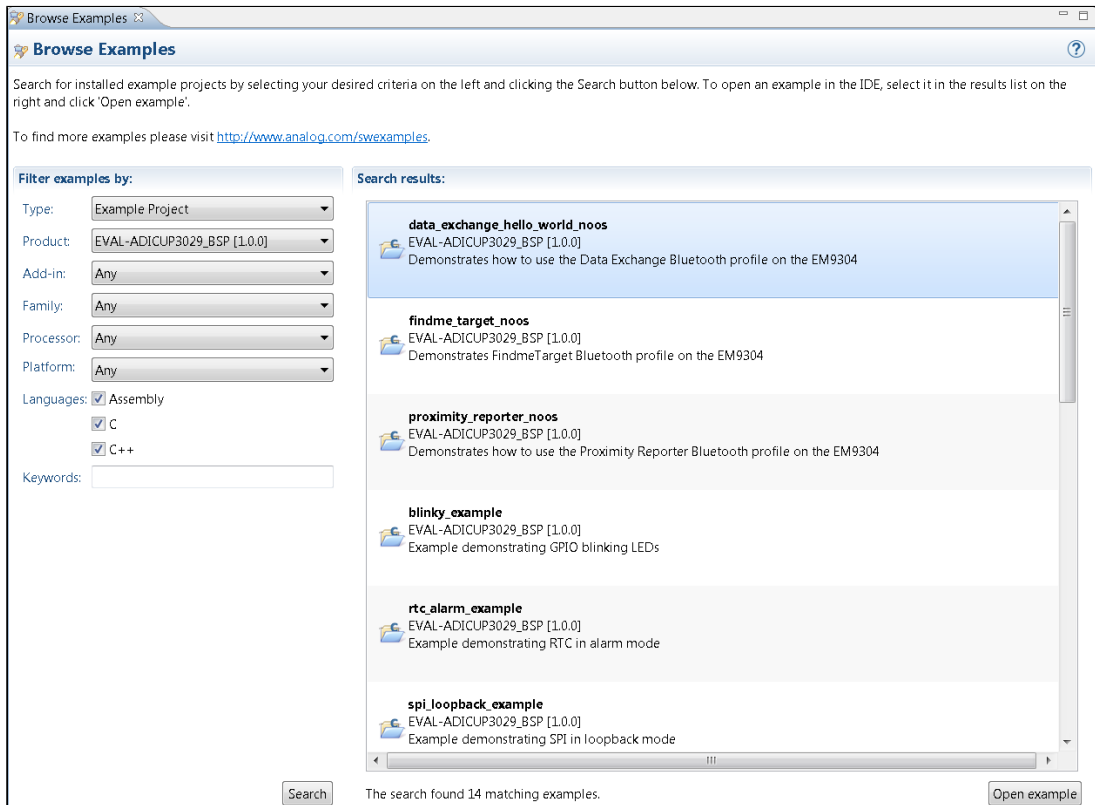 Browse Examples
Browse Examples
Search for installed example projects by selecting your desired criteria on the left and clicking the Search button below. To open an example in the IDE, select it in the results list on the
right and click 'Open example'.
To find more examples please visit http://www.analog.com/swexamples.
Filter examples by:
Type: Example Project
Product: EVAL-ADICUP3029_BSP [1.0.0]
Add-in: Any
Family: Any
Processor: Any
Platform: Any
Languages: Assembly
C
C++
Keywords:
Search
Search results:
data_exchange_hello_world_noos
EVAL-ADICUP3029_BSP [1.0.0]
Demonstrates how to use the Data Exchange Bluetooth profile on the EM9304
findme_target_noos
EVAL-ADICUP3029_BSP [1.0.0]
Demonstrates FindmeTarget Bluetooth profile on the EM9304
proximity_reporter_noos
EVAL-ADICUP3029_BSP [1.0.0]
Demonstrates how to use the Proximity Reporter Bluetooth profile on the EM9304
blinky_example
EVAL-ADICUP3029_BSP [1.0.0]
Example demonstrating GPIO blinking LEDs
rtc_alarm_example
EVAL-ADICUP3029_BSP [1.0.0]
Example demonstrating RTC in alarm mode
spi_loopback_example
EVAL-ADICUP3029_BSP [1.0.0]
Example demonstrating SPI in loopback mode
The search found 14 matching examples.
Open example